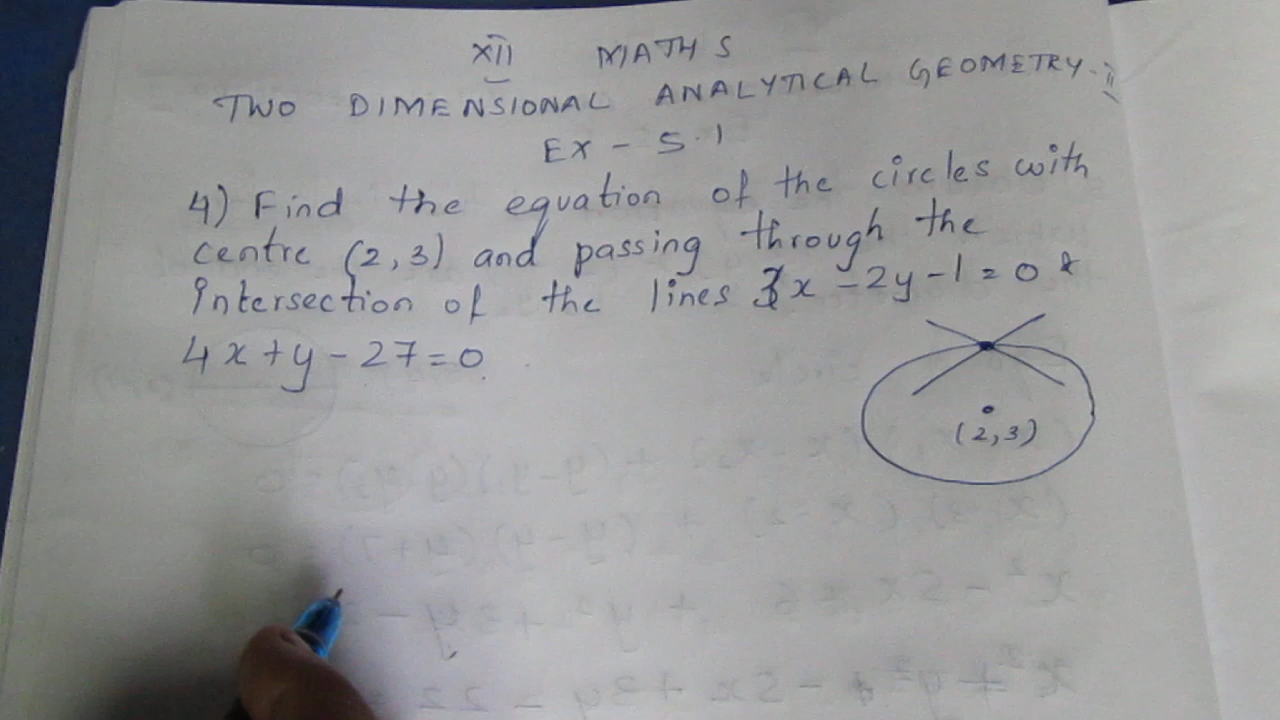 XII MATHS
TWO DIMENSIONAL ANALYTICAL GEOMETRY-II
EX - 5.1
4) Find the equation of the circles with
centre (2,3) and passing through the
intersection of the lines 3x - 2y - 1 = 0 &
4x + y - 27 = 0
(2,3)